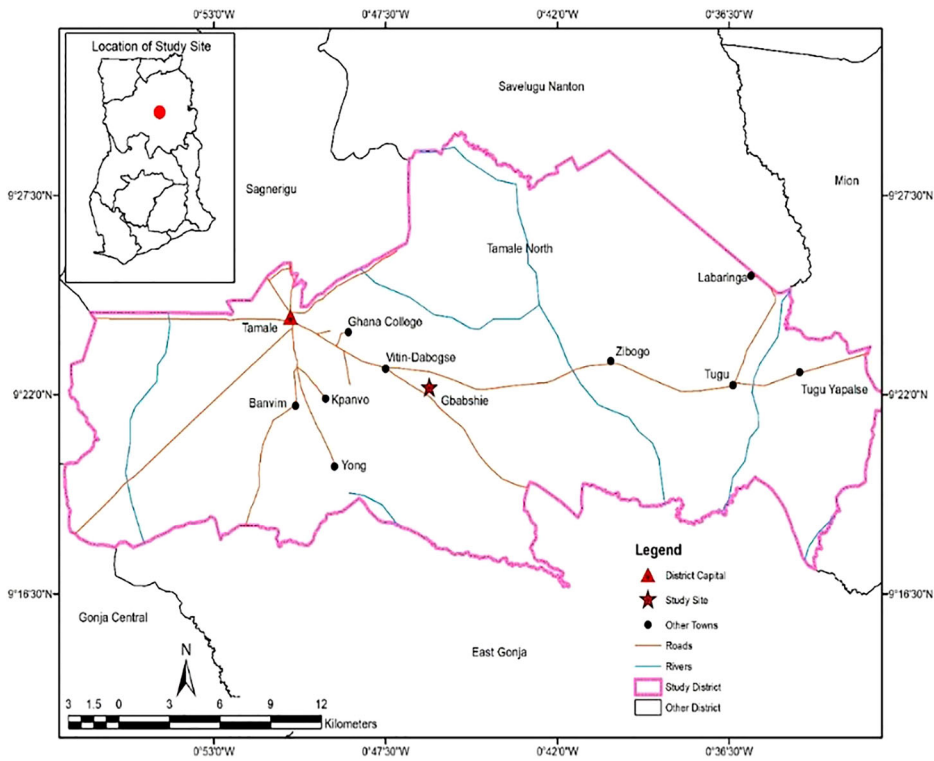 0°53'0"W
0°47'30"W
0°42'0"W
0°36'30"W
Location of Study Site
Savelugu Nanton
Sagnerigu
Mion
9°27'30"N
9°27'30"N
Tamale North
Labaringa
Tamale
Ghana Collogo
Vitin-Dabogse
Zibogo
Tugu
Tugu Yapalse
9°22'0"N
9°22'0"N
Banvim
Kpanvo
Gbabshie
Yong
Legend
District Capital
Study Site
Other Towns
Roads
Rivers
Study District
Other District
9°16'30"N
9°16'30"N
Gonja Central
East Gonja
N
3 1.5 0 3 6 9 12
Kilometers
0°53'0"W
0°47'30"W
0°42'0"W
0°36'30"W